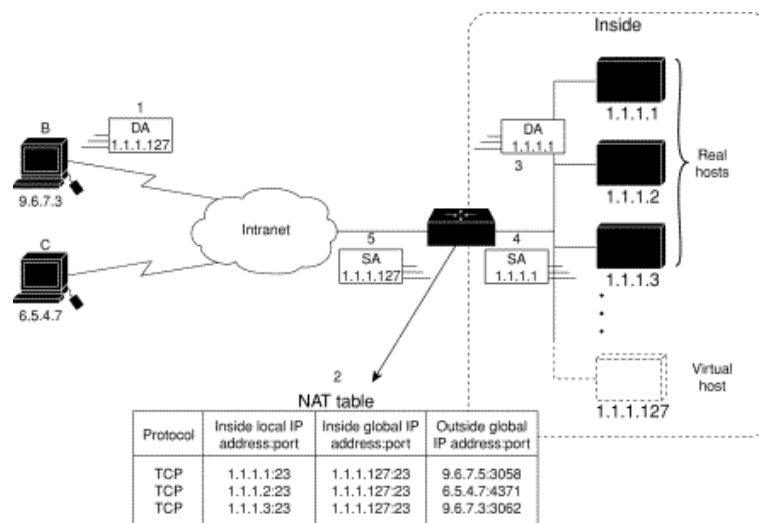 Inside
1
B
DA
1.1.1.127
9.6.7.3
DA
1.1.1.1
3
1.1.1.1
1.1.1.2
Real
hosts
Intranet
5
4
C
SA
1.1.1.127
SA
1.1.1.1
1.1.1.3
6.5.4.7
Virtual
host
1.1.1.127
2
NAT table
Protocol Inside local IP address:port Inside global IP address:port Outside global IP address:port
TCP 1.1.1.1:23 1.1.1.127:23 9.6.7.5:3058
TCP 1.1.1.2:23 1.1.1.127:23 6.5.4.7:4371
TCP 1.1.1.3:23 1.1.1.127:23 9.6.7.3:3062